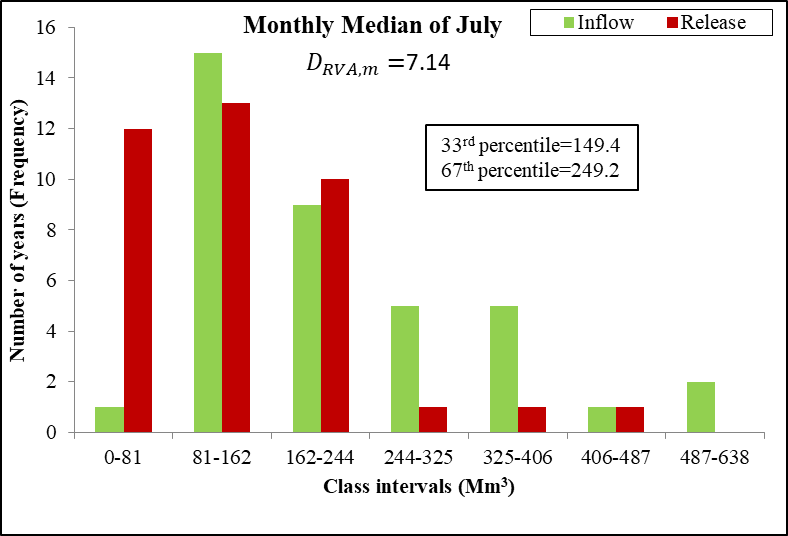 Monthly Median of July
Inflow Release
D_RVA,m =7.14
33rd percentile=149.4
67th percentile=249.2
Number of years (Frequency)
16
14
12
10
8
6
4
2
0
0-81 81-162 162-244 244-325 325-406 406-487 487-638
Class intervals (Mm³)